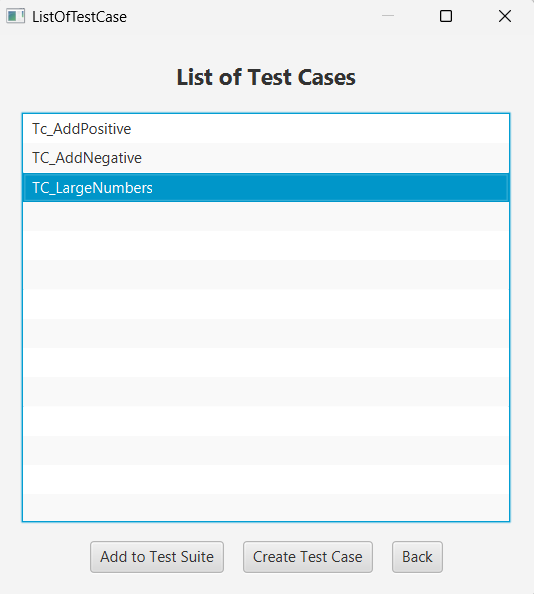 ListOfTestCase
List of Test Cases
Tc_AddPositive
TC_AddNegative
TC_LargeNumbers
Add to Test Suite Create Test Case Back